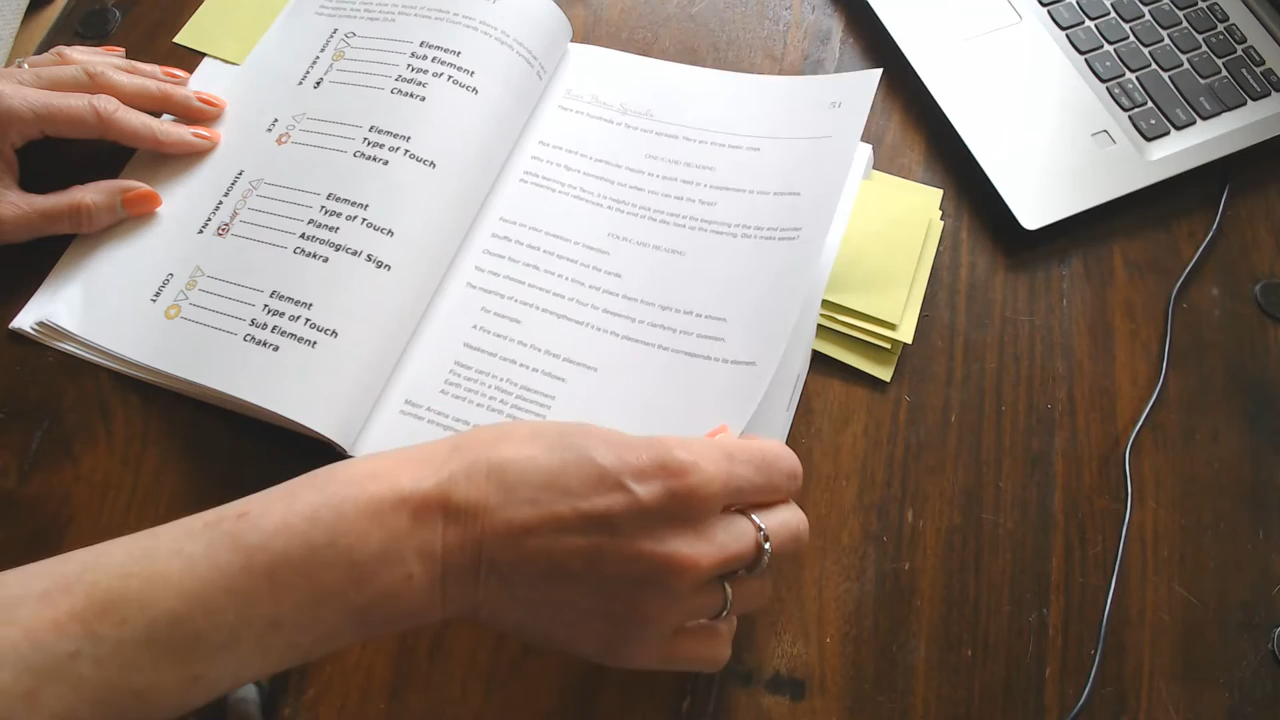 Individual symbols on pages 22-24.
MAJOR ARCANA
Element
Sub Element
Type of Touch
Zodiac
Chakra
ACE
Element
Type of Touch
Chakra
MINOR ARCANA
Element
Type of Touch
Planet
Astrological Sign
Chakra
COURT
Element
Type of Touch
Sub Element
Chakra
51
There are hundreds of Tarot card spreads. Here are three basic ones
ONE-CARD READING
Pick one card on a particular inquiry as a quick read or a supplement to your answers.
Why try to figure something out when you can ask the Tarot?
While learning the Tarot, it is helpful to pick one card at the beginning of the day and ponder
the meaning and references. At the end of the day, look up the meaning. Did it make sense?
FOUR-CARD READING
Focus on your question or intention.
Shuffle the deck and spread out the cards.
Choose four cards, one at a time, and place them from right to left as shown.
You may choose several sets of four for deepening or clarifying your question.
The meaning of a card is strengthened if it is in the placement that corresponds to its element.
For example:
A Fire card in the Fire (first) placement
Weakened cards are as follows:
Water card in a Fire placement
Fire card in a Water placement
Earth card in an Air placement
Air card in an Earth
Major Arcana cards
number